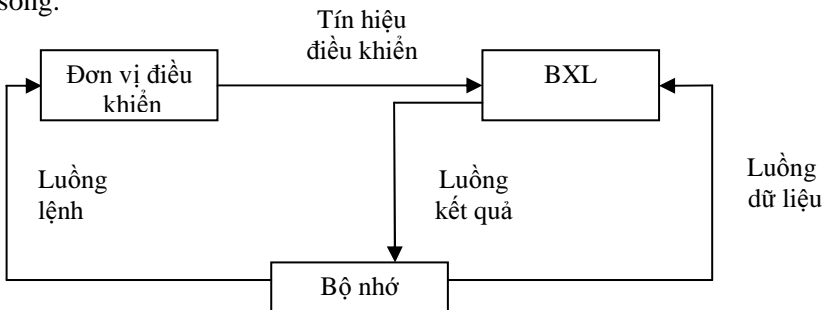 song.
Tín hiệu
điều khiển
Đơn vị điều
khiển
BXL
Luồng
lệnh
Luồng
kết quả
Luồng
dữ liệu
Bộ nhớ